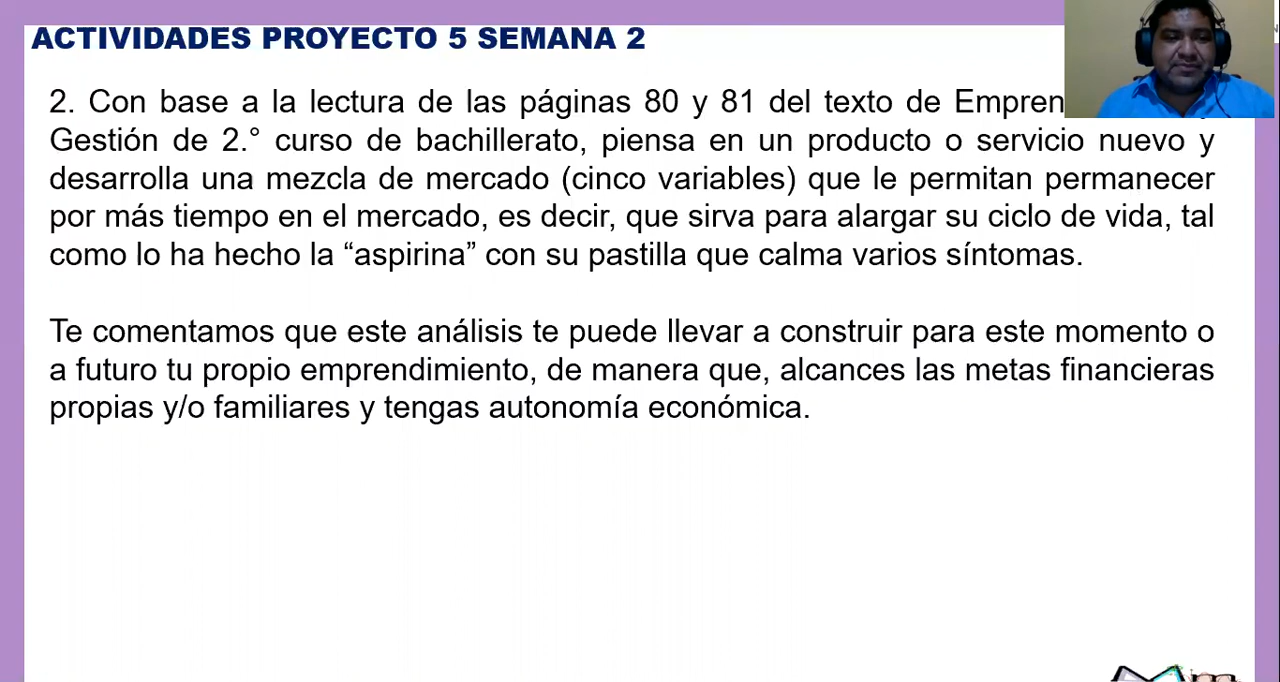 ACTIVIDADES PROYECTO 5 SEMANA 2
2. Con base a la lectura de las páginas 80 y 81 del texto de
Gestión de 2.° curso de bachillerato, piensa en un producto o servicio nuevo y
desarrolla una mezcla de mercado (cinco variables) que le permitan permanecer
por más tiempo en el mercado, es decir, que sirva para alargar su ciclo de vida, tal
como lo ha hecho la “aspirina” con su pastilla que calma varios síntomas.
Te comentamos que este análisis te puede llevar a construir para este momento o
a futuro tu propio emprendimiento, de manera que, alcances las metas financieras
propias y/o familiares y tengas autonomía económica.